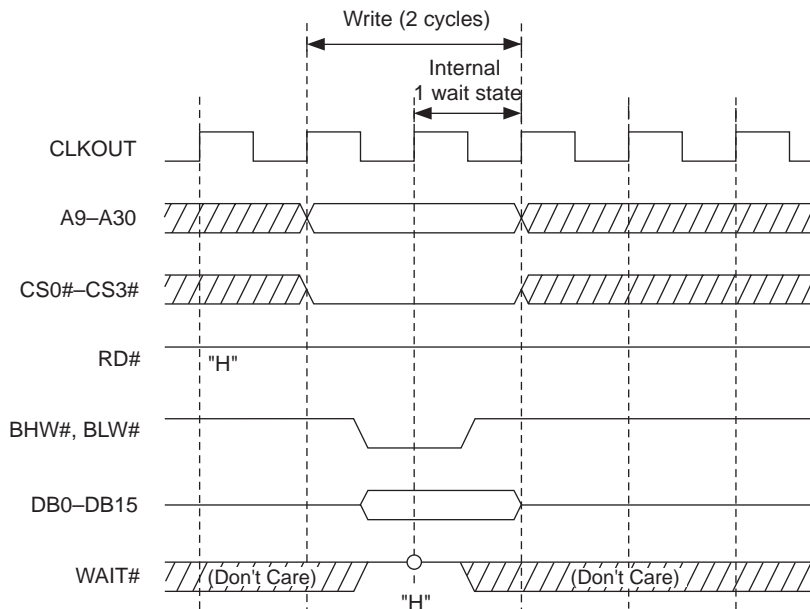 Write (2 cycles)
Internal
1 wait state
CLKOUT
A9–A30
CS0#–CS3#
RD#
"H"
BHW#, BLW#
DB0–DB15
WAIT#
(Don't Care)
(Don't Care)
"H"